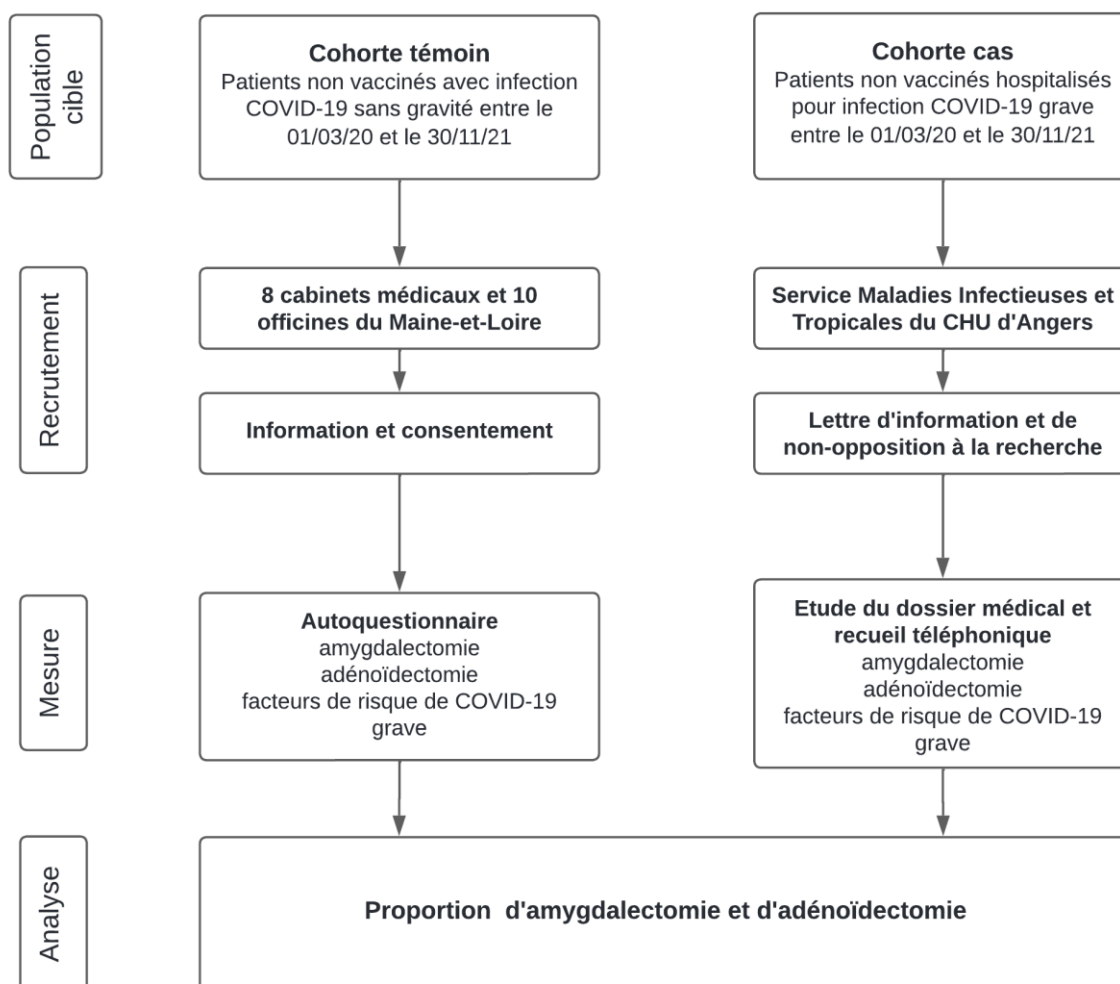 Population
cible
Cohorte témoin
Patients non vaccinés avec infection
COVID-19 sans gravité entre le
01/03/20 et le 30/11/21
Cohorte cas
Patients non vaccinés hospitalisés
pour infection COVID-19 grave
entre le 01/03/20 et le 30/11/21
Recrutement
8 cabinets médicaux et 10
officines du Maine-et-Loire
Service Maladies Infectieuses et
Tropicales du CHU d'Angers
Information et consentement
Lettre d'information et de
non-opposition à la recherche
Mesure
Autoquestionnaire
amygdalectomie
adénoïdectomie
facteurs de risque de COVID-19
grave
Etude du dossier médical et
recueil téléphonique
amygdalectomie
adénoïdectomie
facteurs de risque de COVID-19
grave
Analyse
Proportion d'amygdalectomie et d'adénoïdectomie